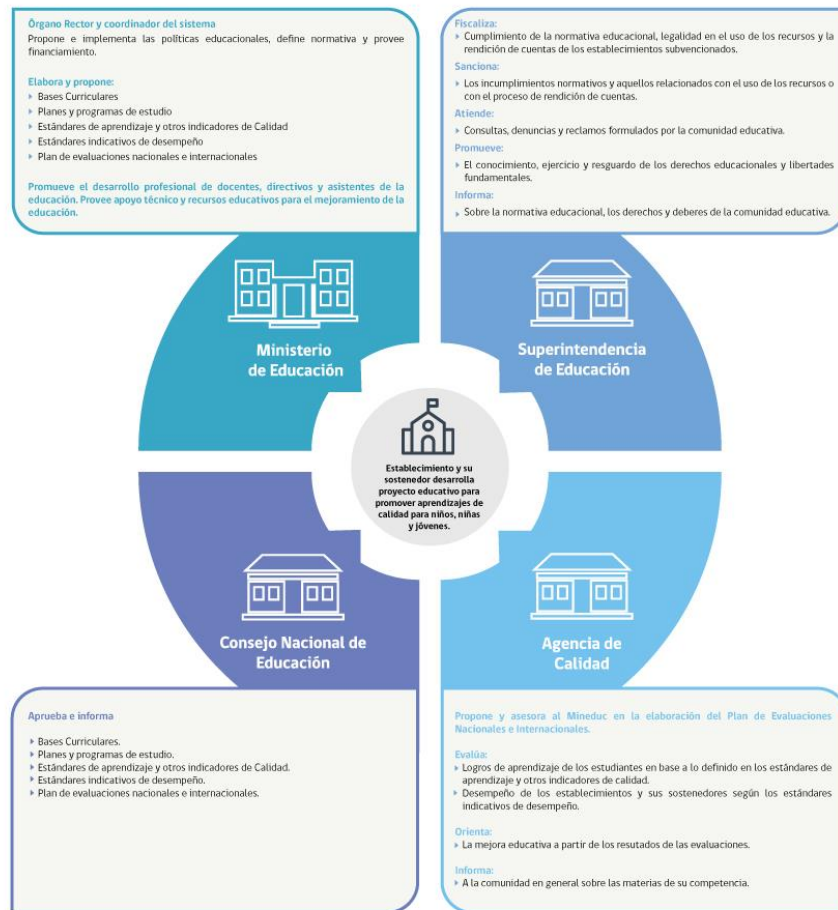 Órgano Rector y coordinador del sistema
Propone e implementa las políticas educacionales, define normativa y provee
financiamiento.
Elabora y propone:
Bases Curriculares
Planes y programas de estudio
Estándares de aprendizaje y otros indicadores de Calidad
Estándares indicativos de desempeño
Plan de evaluaciones nacionales e internacionales
Promueve el desarrollo profesional de docentes, directivos y asistentes de la
educación. Provee apoyo técnico y recursos educativos para el mejoramiento de la
educación.
Fiscaliza:
Cumplimiento de la normativa educacional, legalidad en el uso de los recursos y la
rendición de cuentas de los establecimientos subvencionados.
Sanciona:
Los incumplimientos normativos y aquellos relacionados con el uso de los recursos o
con el proceso de rendición de cuentas.
Atiende:
Consultas, denuncias y reclamos formulados por la comunidad educativa.
Promueve:
El conocimiento, ejercicio y resguardo de los derechos educacionales y libertades
fundamentales.
Informa:
Sobre la normativa educacional, los derechos y deberes de la comunidad educativa.
Ministerio
de Educación
Superintendencia
de Educación
Establecimiento y su
sostenedor desarrolla
proyecto educativo para
promover aprendizajes de
calidad para niños, niñas
y jóvenes.
Consejo Nacional de
Educación
Agencia de
Calidad
Aprueba e informa
Bases Curriculares.
Planes y programas de estudio.
Estándares de aprendizaje y otros indicadores de Calidad.
Estándares indicativos de desempeño.
Plan de evaluaciones nacionales e internacionales.
Propone y asesora al Mineduc en la elaboración del Plan de Evaluaciones
Nacionales e Internacionales.
Evalúa:
Logros de aprendizaje de los estudiantes en base a lo definido en los estándares de
aprendizaje y otros indicadores de calidad.
Desempeño de los establecimientos y sus sostenedores según los estándares
indicativos de desempeño.
Orienta:
La mejora educativa a partir de los resutados de las evaluaciones.
Informa:
A la comunidad en general sobre las materias de su competencia.